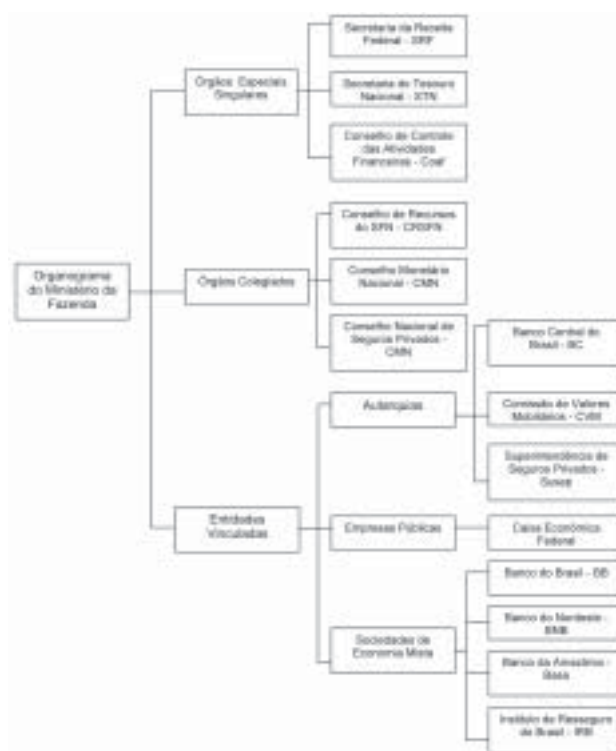 Organograma
do Ministério da
Fazenda
Órgãos Especiais
Singulares
Secretaria da Receita
Federal - SRF
Secretaria do Tesouro
Nacional - STN
Conselho de Controle
das Atividades
Financeiras - Coaf
Órgãos Colegiados
Conselho de Recursos
do SFN - CRSFN
Conselho Monetário
Nacional - CMN
Conselho Nacional de
Seguros Privados -
CMN
Entidades
Vinculadas
Autarquias
Banco Central do
Brasil - BC
Comissão de Valores
Mobiliários - CVM
Superintendência de
Seguros Privados -
Susep
Empresas Públicas
Caixa Econômica
Federal
Sociedades de
Economia Mista
Banco do Brasil - BB
Banco do Nordeste -
BNB
Banco da Amazônia -
Basa
Instituto de Resseguro
do Brasil - IRB